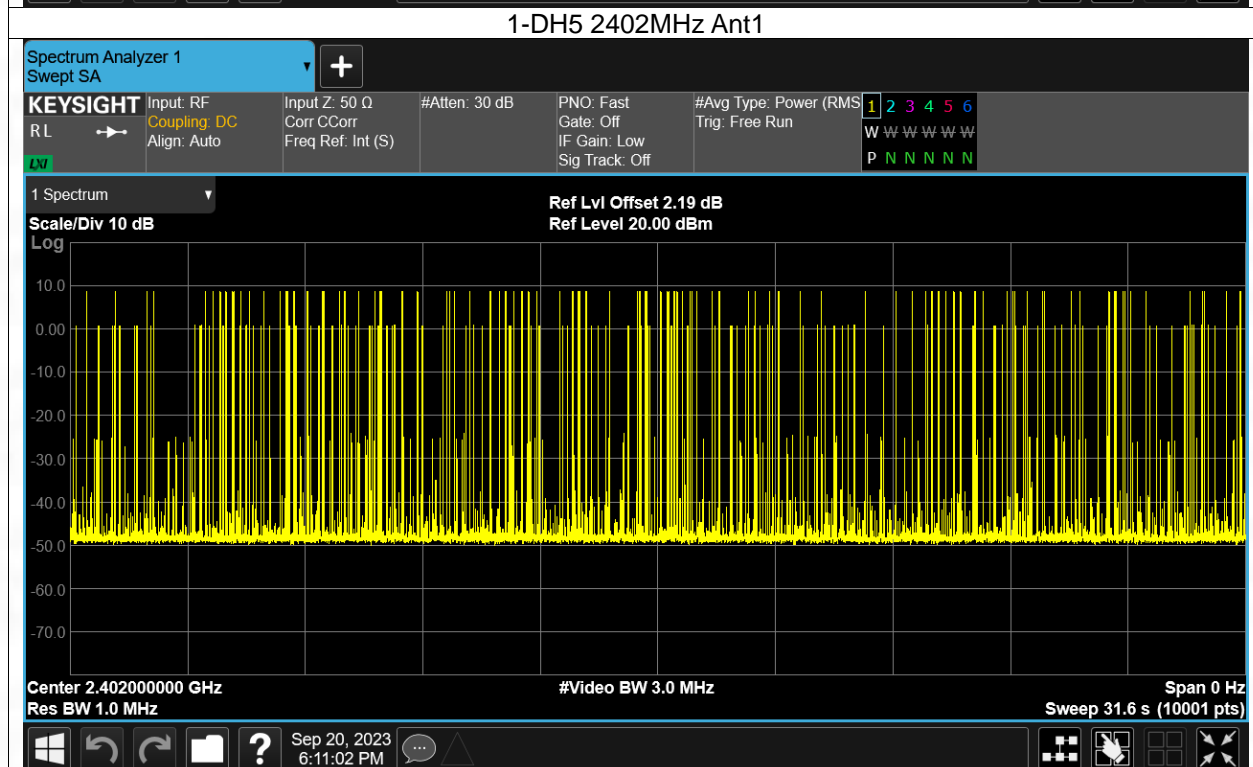 1-DH5 2402MHz Ant1
Spectrum Analyzer 1
Swept SA
KEYSIGHT
R L
LXI
Input: RF
Coupling: DC
Align: Auto
Input Z: 50 Ω
Corr CCorr
Freq Ref: Int (S)
#Atten: 30 dB
PNO: Fast
Gate: Off
IF Gain: Low
Sig Track: Off
#Avg Type: Power (RMS
Trig: Free Run
1 2 3 4 5 6
W W W W W W
P N N N N N
1 Spectrum
Scale/Div 10 dB
Ref Lvl Offset 2.19 dB
Ref Level 20.00 dBm
Log
10.0
0.00
-10.0
-20.0
-30.0
-40.0
-50.0
-60.0
-70.0
Center 2.402000000 GHz
#Video BW 3.0 MHz
Span 0 Hz
Res BW 1.0 MHz
Sweep 31.6 s (10001 pts)
?
Sep 20, 2023
6:11:02 PM